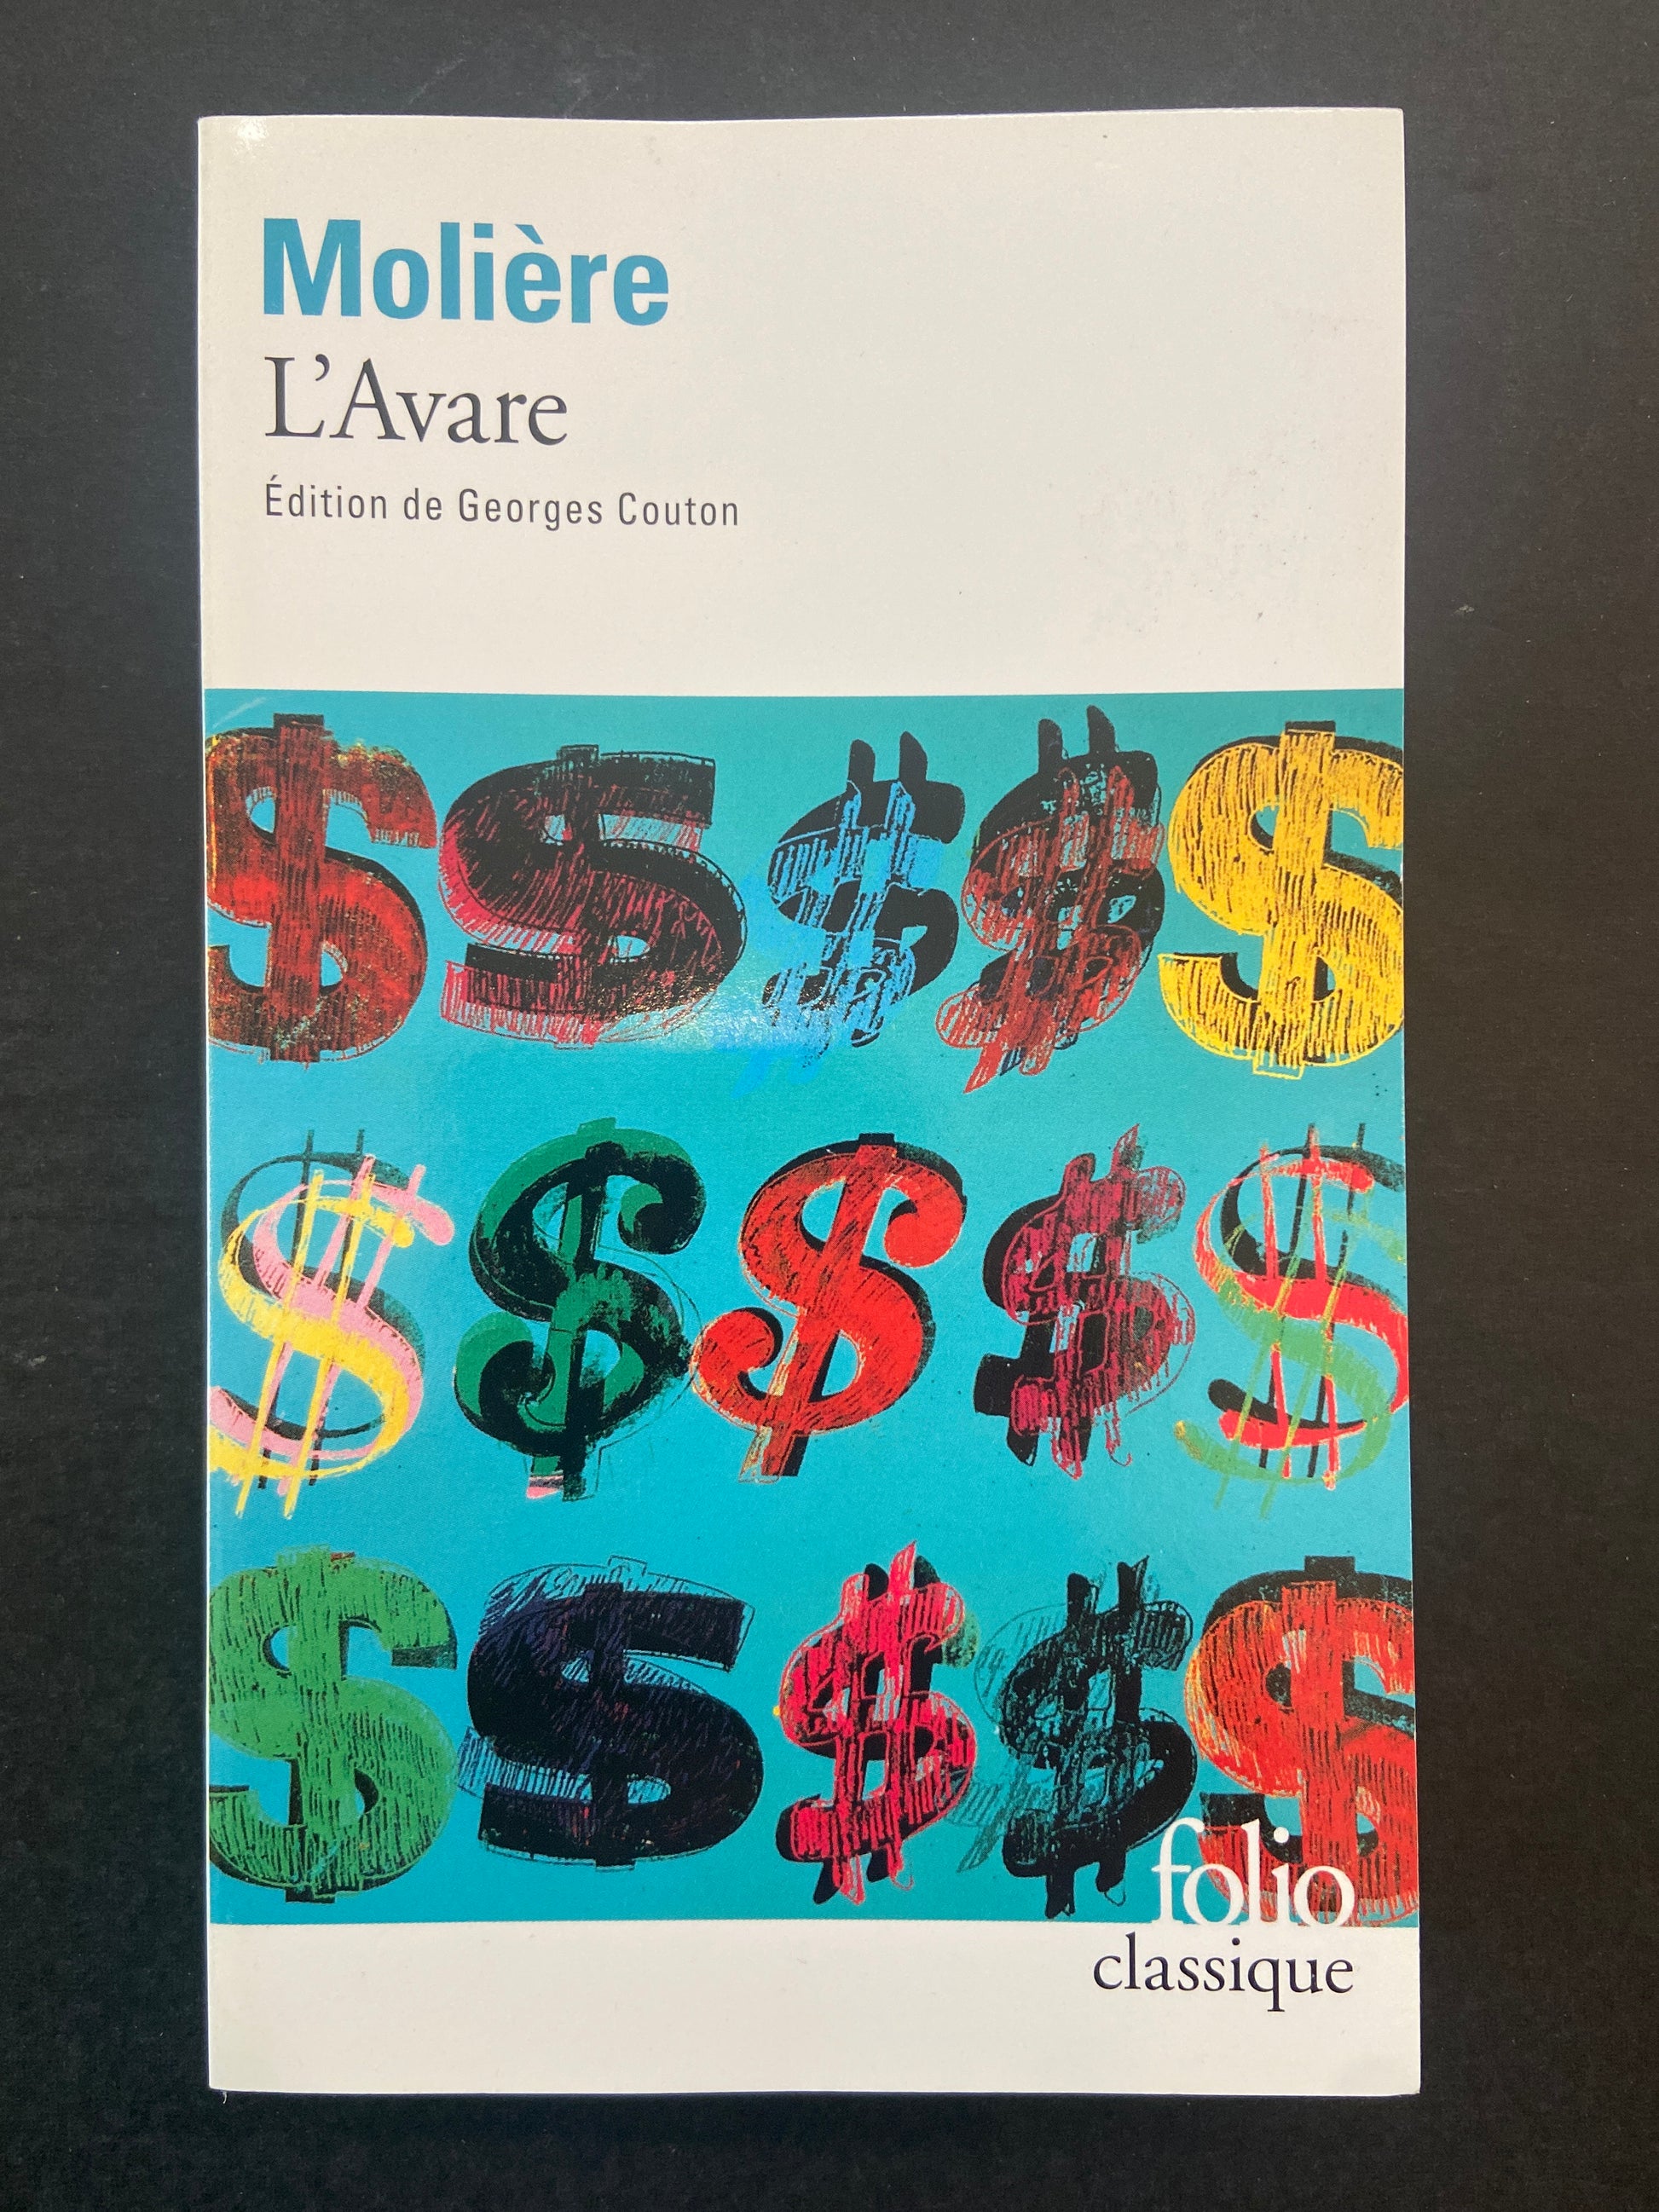 Molière
L’Avare
Édition de Georges Couton
folio
classique